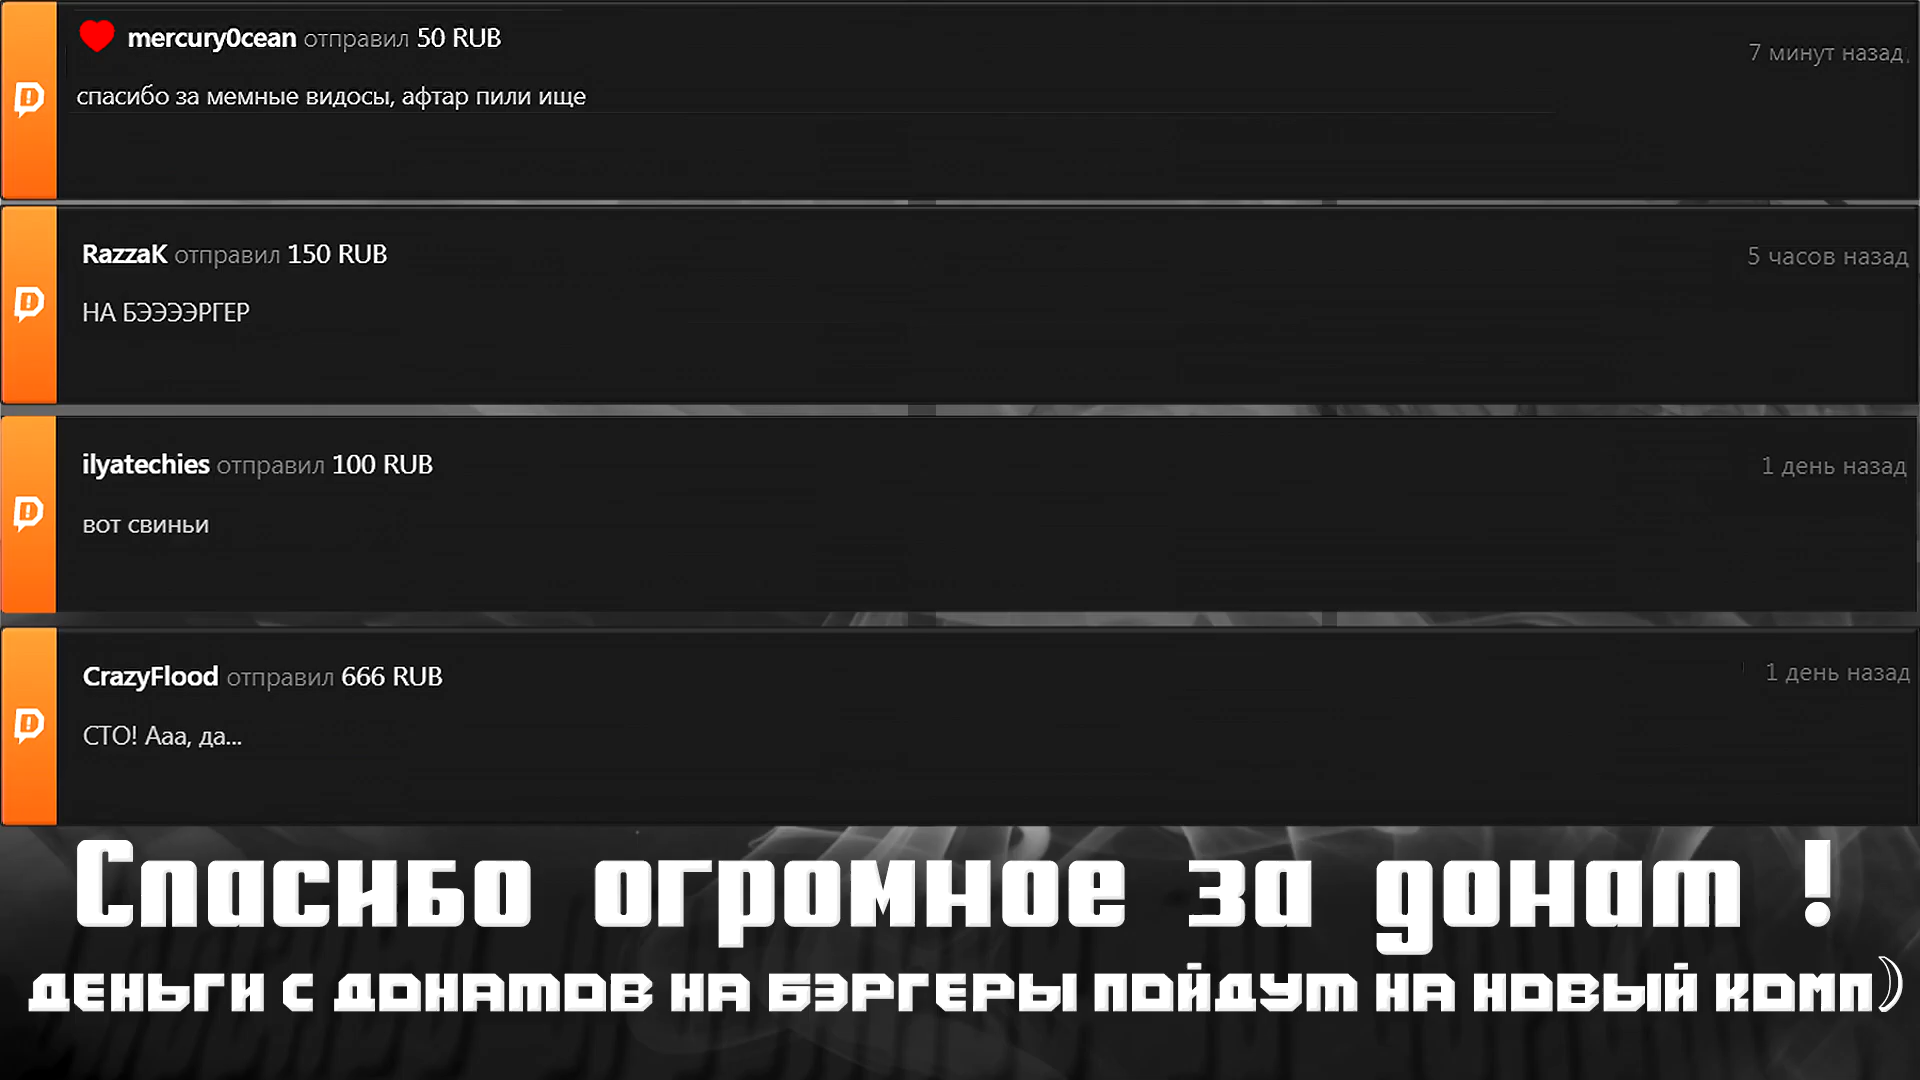 mercury0cean отправил 50 RUB
7 минут назад
спасибо за мемные видосы, афтар пили ище
RazzaK отправил 150 RUB
5 часов назад
НА БЭЭЭЭРГЕР
ilyatechies отправил 100 RUB
1 день назад
вот свиньи
CrazyFlood отправил 666 RUB
1 день назад
СТО! Ааа, да...
Спасибо огромное за донат !
деньги с донатов на бэргеры пойдут на новый комп)